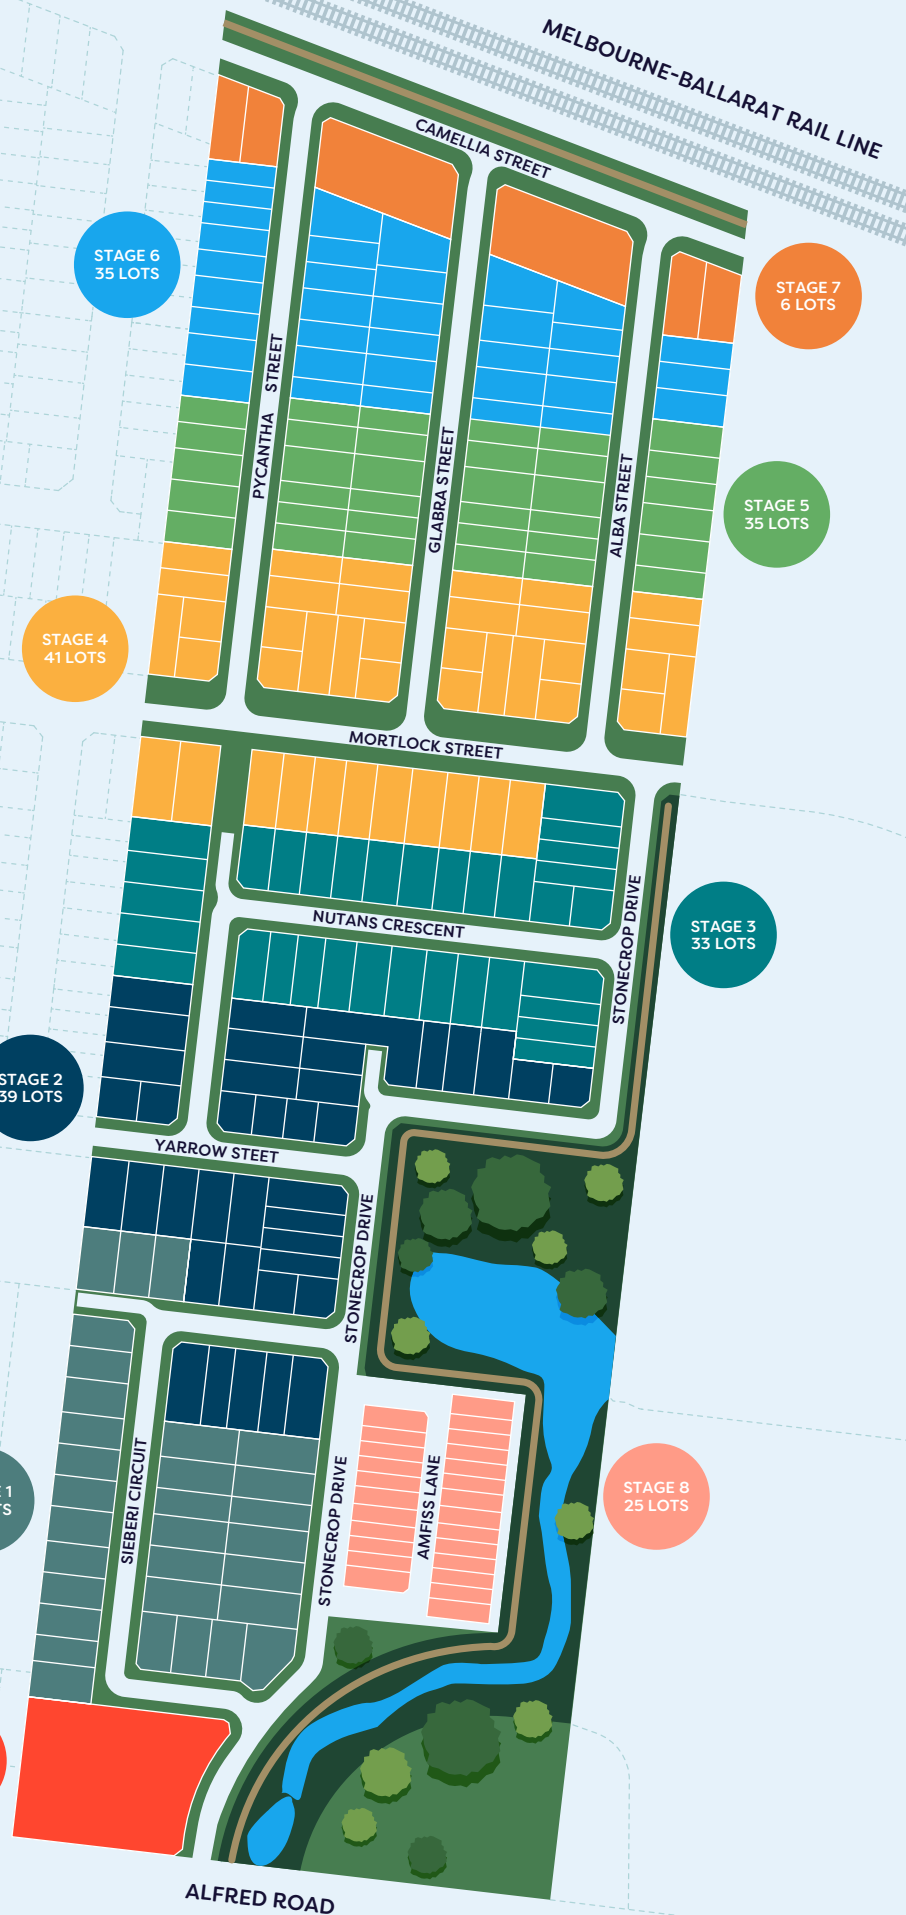 MELBOURNE-BALLARAT RAIL LINE
CAMELLIA STREET
STAGE 6
35 LOTS
STAGE 7
6 LOTS
PYCANTHA STREET
GLABRA STREET
ALBA STREET
STAGE 5
35 LOTS
STAGE 4
41 LOTS
MORTLOCK STREET
STAGE 3
33 LOTS
NUTANS CRESCENT
STONECROP DRIVE
STAGE 2
39 LOTS
YARROW STEET
STONECROP DRIVE
SIEBERI CIRCUIT
STONECROP DRIVE
AMFISS LANE
STAGE 8
25 LOTS
1
TS
ALFRED ROAD